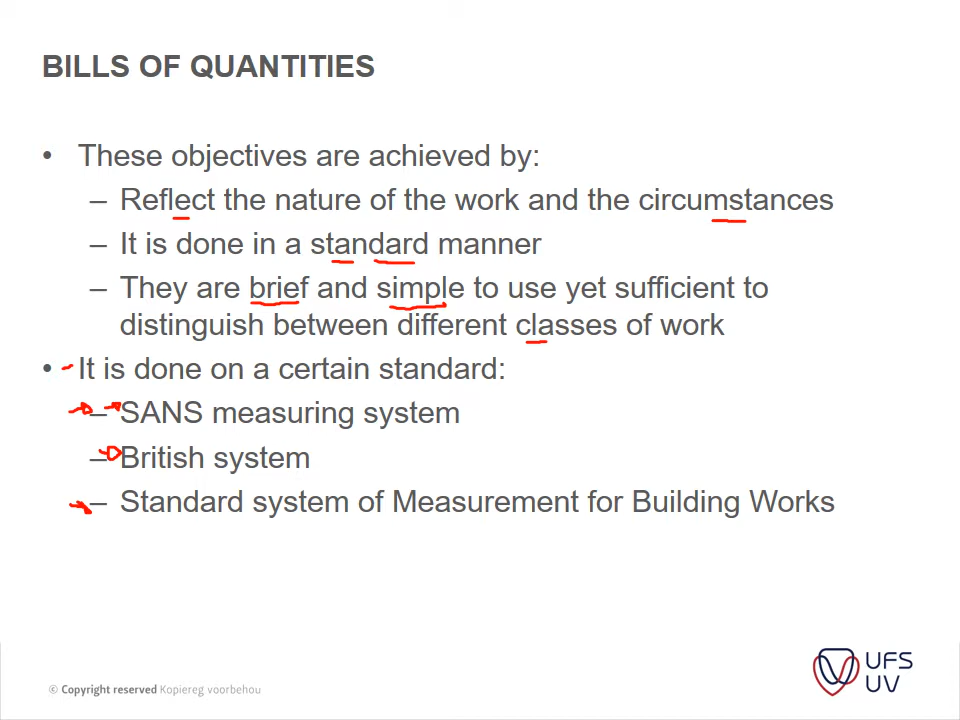 BILLS OF QUANTITIES
• These objectives are achieved by:
– Reflect the nature of the work and the circumstances
– It is done in a standard manner
– They are brief and simple to use yet sufficient to
distinguish between different classes of work
• It is done on a certain standard:
– SANS measuring system
– British system
– Standard system of Measurement for Building Works
© Copyright reserved Kopiereg voorbehou
UFS
UV